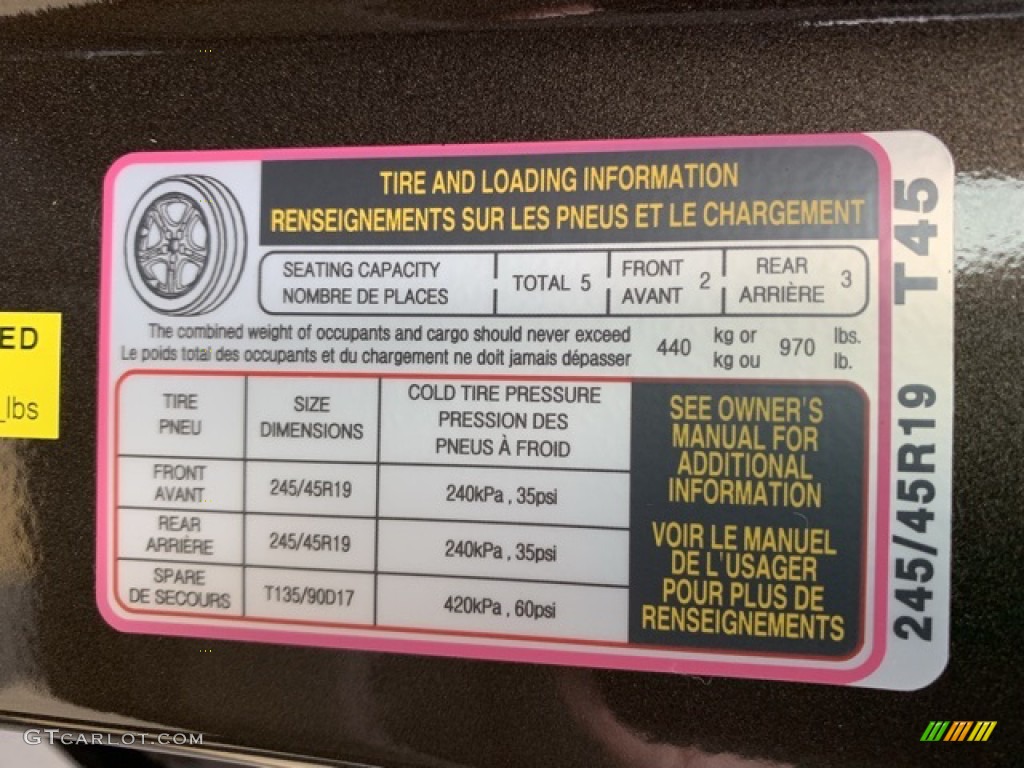 TIRE AND LOADING INFORMATION
RENSEIGNEMENTS SUR LES PNEUS ET LE CHARGEMENT
SEATING CAPACITY
NOMBRE DE PLACES
TOTAL 5
FRONT
AVANT
2
REAR
ARRIÈRE
3
The combined weight of occupants and cargo should never exceed
Le poids total des occupants et du chargement ne doit jamais dépasser
440
kg or
kg ou
970
lbs.
lb.
TIRE
PNEU
SIZE
DIMENSIONS
COLD TIRE PRESSURE
PRESSION DES
PNEUS À FROID
FRONT
AVANT
245/45R19
240kPa , 35psi
REAR
ARRIÈRE
245/45R19
240kPa , 35psi
SPARE
DE SECOURS
T135/90D17
420kPa , 60psi
SEE OWNER'S
MANUAL FOR
ADDITIONAL
INFORMATION
VOIR LE MANUEL
DE L'USAGER
POUR PLUS DE
RENSEIGNEMENTS
245/45R19 T45
ED
_lbs
GTCARLOT.COM